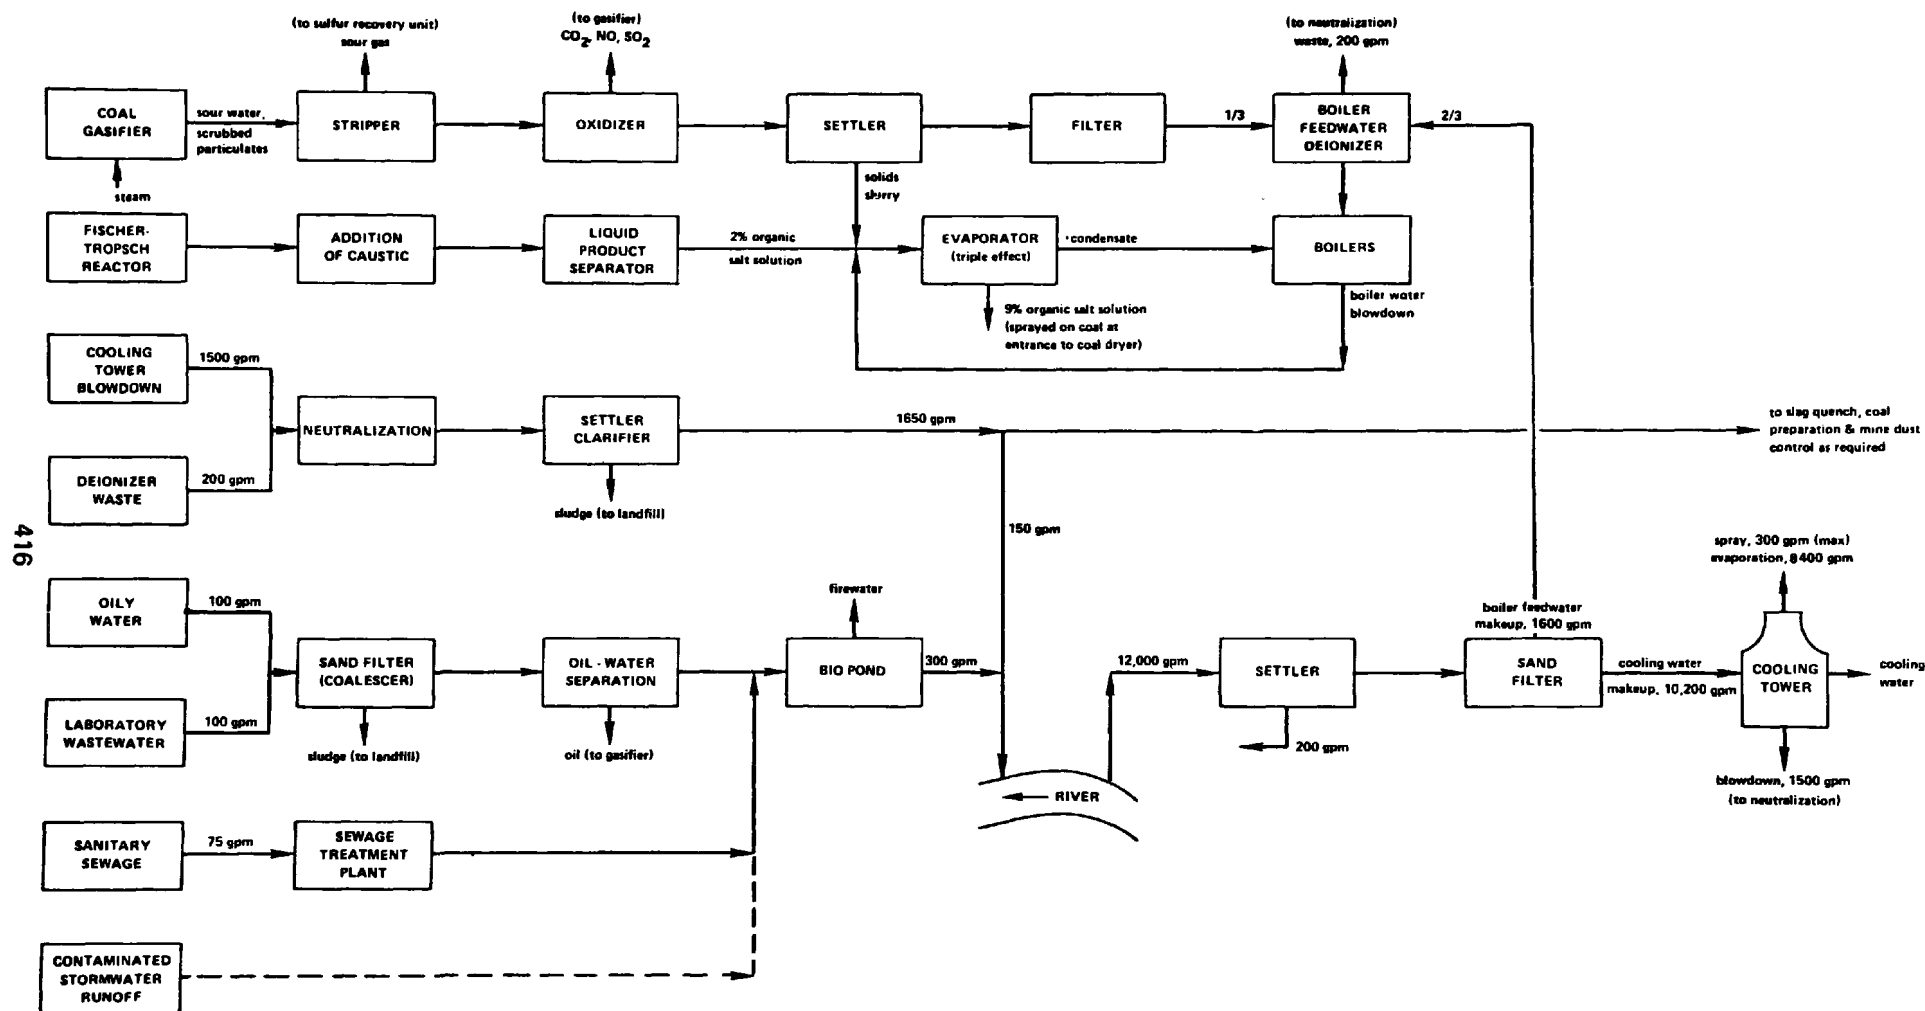 (to sulfur recovery unit)
sour gas
(to gasifier)
CO2, NO, SO2
(to neutralization)
waste, 200 gpm
COAL
GASIFIER
sour water,
scrubbed
particulates
STRIPPER
OXIDIZER
SETTLER
FILTER
1/3
BOILER
FEEDWATER
DEIONIZER
2/3
steam
solids
slurry
FISCHER-
TROPSCH
REACTOR
ADDITION
OF CAUSTIC
LIQUID
PRODUCT
SEPARATOR
2% organic
salt solution
EVAPORATOR
(triple effect)
condensate
BOILERS
9% organic salt solution
(sprayed on coal at
entrance to coal dryer)
boiler water
blowdown
COOLING
TOWER
BLOWDOWN
1500 gpm
NEUTRALIZATION
SETTLER
CLARIFIER
1650 gpm
to slag quench, coal
preparation & mine dust
control as required
DEIONIZER
WASTE
200 gpm
sludge (to landfill)
150 gpm
416
OILY
WATER
100 gpm
SAND FILTER
(COALESCER)
OIL - WATER
SEPARATION
firewater
BIO POND
300 gpm
12,000 gpm
SETTLER
200 gpm
boiler feedwater
makeup, 1600 gpm
SAND
FILTER
cooling water
makeup, 10,200 gpm
spray, 300 gpm (max)
evaporation, 8400 gpm
COOLING
TOWER
cooling
water
blowdown, 1500 gpm
(to neutralization)
LABORATORY
WASTEWATER
100 gpm
sludge (to landfill)
oil (to gasifier)
RIVER
SANITARY
SEWAGE
75 gpm
SEWAGE
TREATMENT
PLANT
CONTAMINATED
STORMWATER
RUNOFF